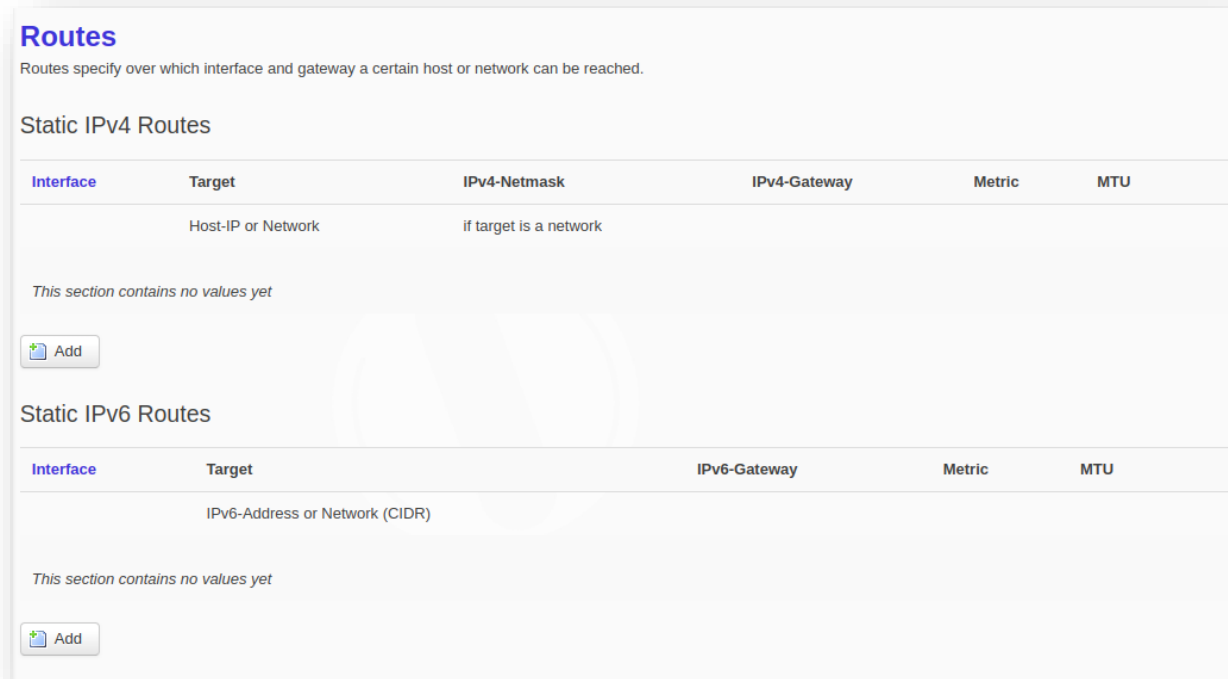 Routes
Routes specify over which interface and gateway a certain host or network can be reached.
Static IPv4 Routes
Interface Target IPv4-Netmask IPv4-Gateway Metric MTU
Host-IP or Network if target is a network
This section contains no values yet
Add
Static IPv6 Routes
Interface Target IPv6-Gateway Metric MTU
IPv6-Address or Network (CIDR)
This section contains no values yet
Add